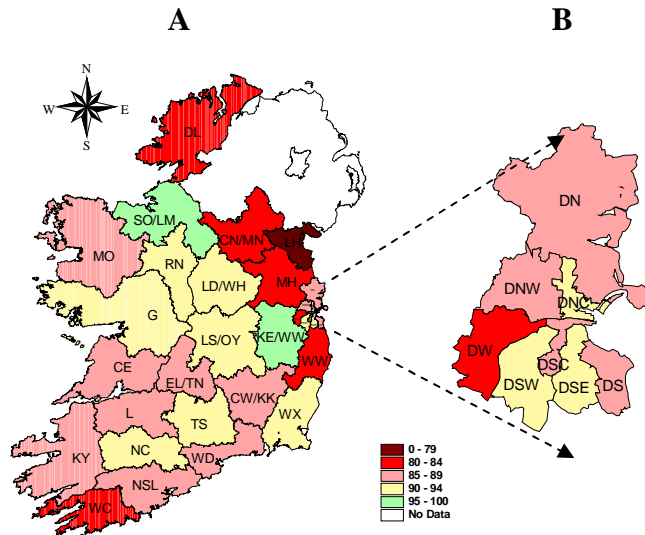 A
B
N
W E
S
DL
SO/LM
CN/MN
LH
MO
RN
LD/WH
MH
G
LS/OY
KE/WW
WW
CE
EL/TN
CW/KK
L
TS
WX
KY
NC
WD
NSL
WC
DN
DNW
DNC
DW
DSC
DSW
DSE
DS
0 - 79
80 - 84
85 - 89
90 - 94
95 - 100
No Data